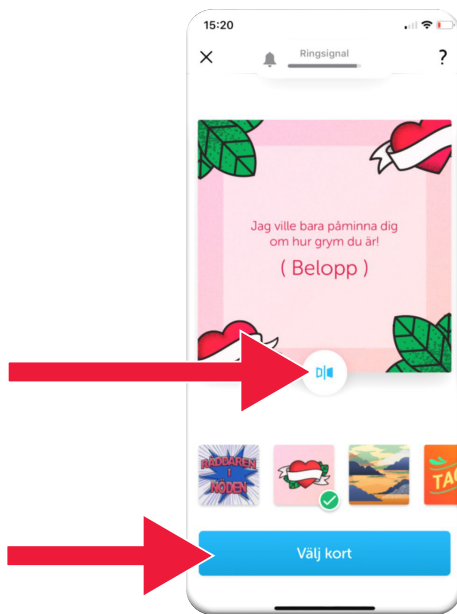 15:20
Ringsignal
?
Jag ville bara påminna dig
om hur grym du är!
( Belopp )
RÄDDAREN
I
NÖDEN
Välj kort